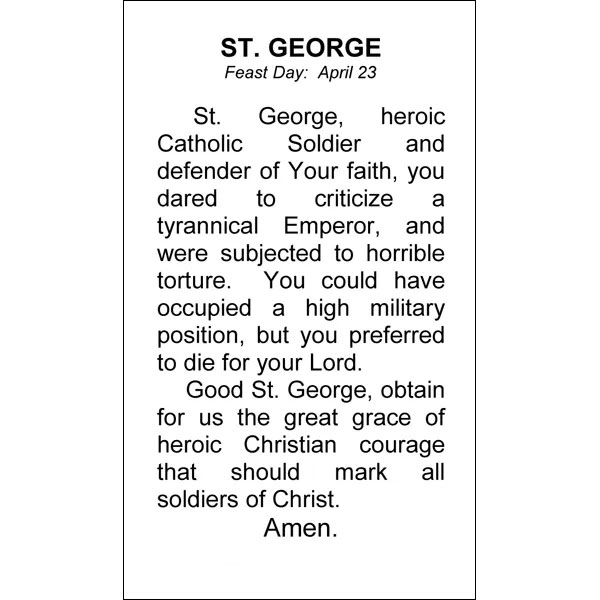 ST. GEORGE
Feast Day:  April 23
St. George, heroic
Catholic Soldier and
defender of Your faith, you
dared to criticize a
tyrannical Emperor, and
were subjected to horrible
torture.  You could have
occupied a high military
position, but you preferred
to die for your Lord.
Good St. George, obtain
for us the great grace of
heroic Christian courage
that should mark all
soldiers of Christ.
Amen.